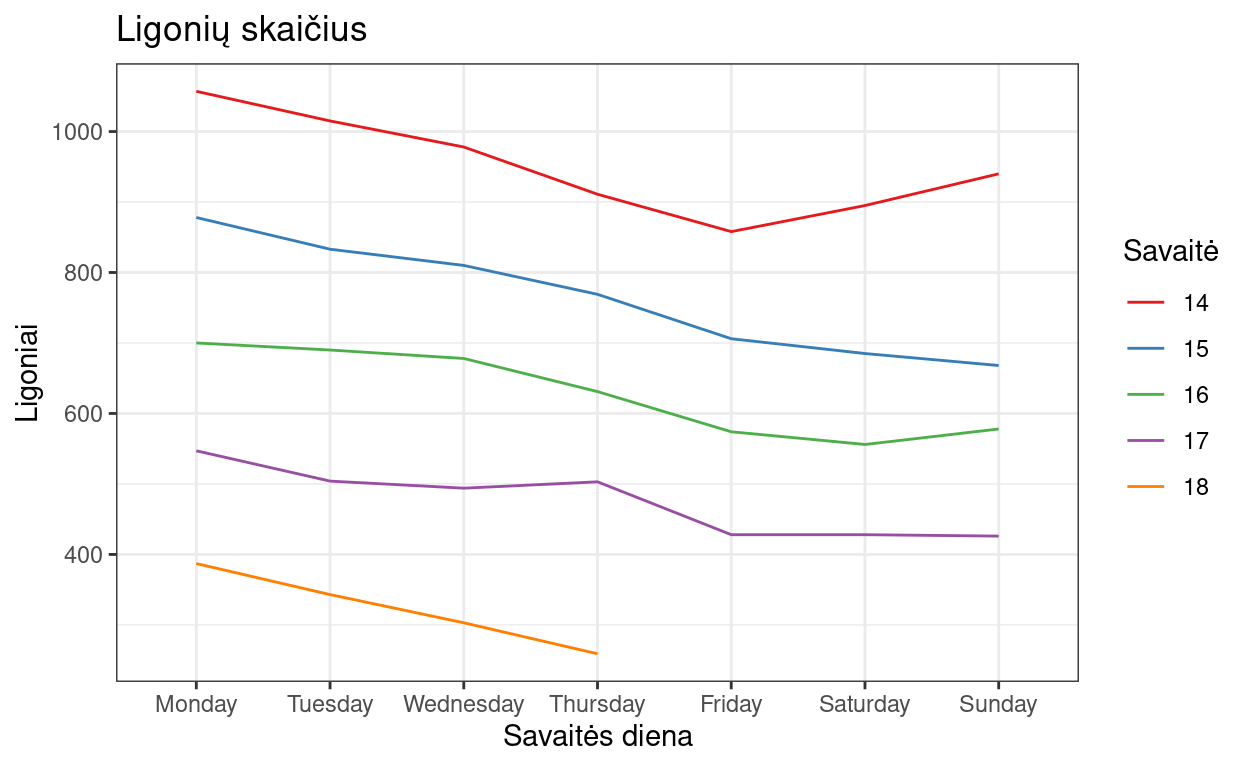 Ligonių skaičius
Ligoniai
1000
800
600
400
Monday Tuesday Wednesday Thursday Friday Saturday Sunday
Savaitės diena
Savaitė
14
15
16
17
18